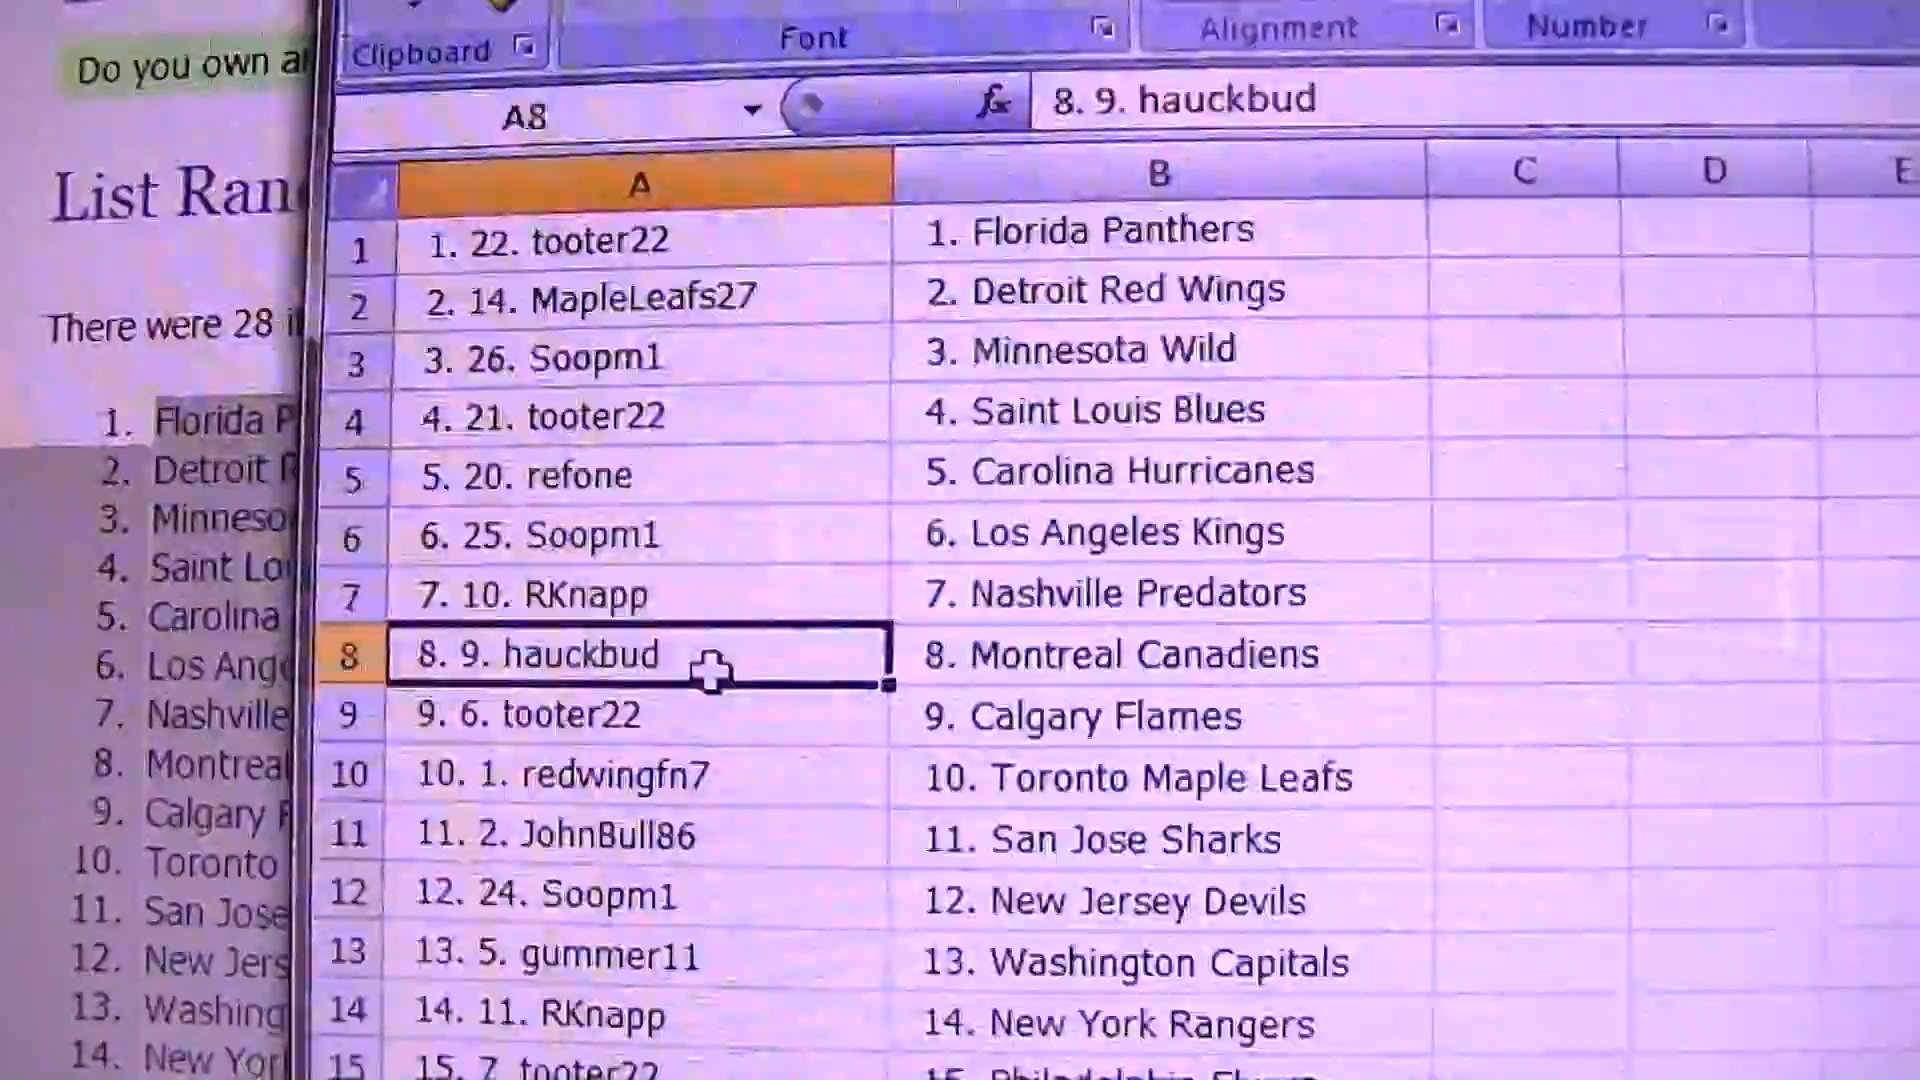 Clipboard
Font
Alignment
Number
Do you own
A8
8. 9. hauckbud
A
B
C
D
E
List
There were 28
1 1. 22. tooter22 1. Florida Panthers
2 2. 14. MapleLeafs27 2. Detroit Red Wings
3 3. 26. Soopm1 3. Minnesota Wild
4 4. 21. tooter22 4. Saint Louis Blues
5 5. 20. refone 5. Carolina Hurricanes
6 6. 25. Soopm1 6. Los Angeles Kings
7 7. 10. RKnapp 7. Nashville Predators
8 8. 9. hauckbud 8. Montreal Canadiens
9 9. 6. tooter22 9. Calgary Flames
10 10. 1. redwingfn7 10. Toronto Maple Leafs
11 11. 2. JohnBull86 11. San Jose Sharks
12 12. 24. Soopm1 12. New Jersey Devils
13 13. 5. gummer11 13. Washington Capitals
14 14. 11. RKnapp 14. New York Rangers
15 15. 7. tooter22 15.
1. Florida P
2. Detroit
3. Minneso
4. Saint Lo
5. Carolina
6. Los Ang
7. Nashville
8. Montrea
9. Calgary
10. Toronto
11. San Jose
12. New Jers
13. Washing
14. New Yor